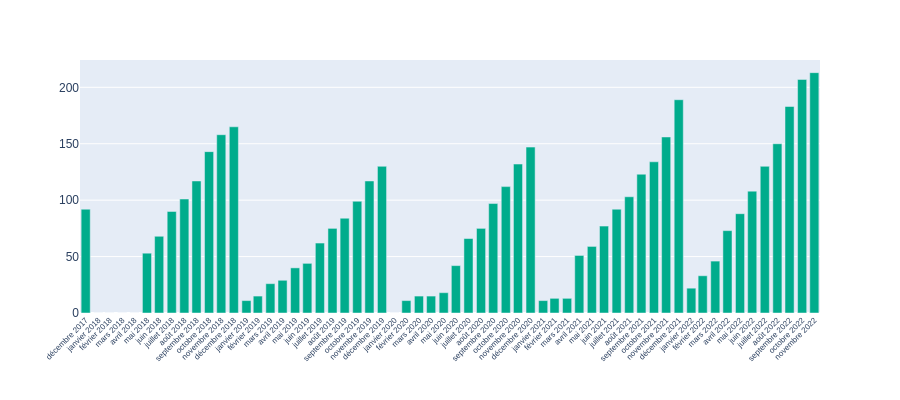 200
150
100
50
0
décembre 2017
janvier 2018
février 2018
mars 2018
avril 2018
mai 2018
juin 2018
juillet 2018
août 2018
septembre 2018
octobre 2018
novembre 2018
décembre 2018
janvier 2019
février 2019
mars 2019
avril 2019
mai 2019
juin 2019
juillet 2019
août 2019
septembre 2019
octobre 2019
novembre 2019
décembre 2019
janvier 2020
février 2020
mars 2020
avril 2020
mai 2020
juin 2020
juillet 2020
août 2020
septembre 2020
octobre 2020
novembre 2020
décembre 2020
janvier 2021
février 2021
mars 2021
avril 2021
mai 2021
juin 2021
juillet 2021
août 2021
septembre 2021
octobre 2021
novembre 2021
décembre 2021
janvier 2022
février 2022
mars 2022
avril 2022
mai 2022
juin 2022
juillet 2022
août 2022
septembre 2022
octobre 2022
novembre 2022